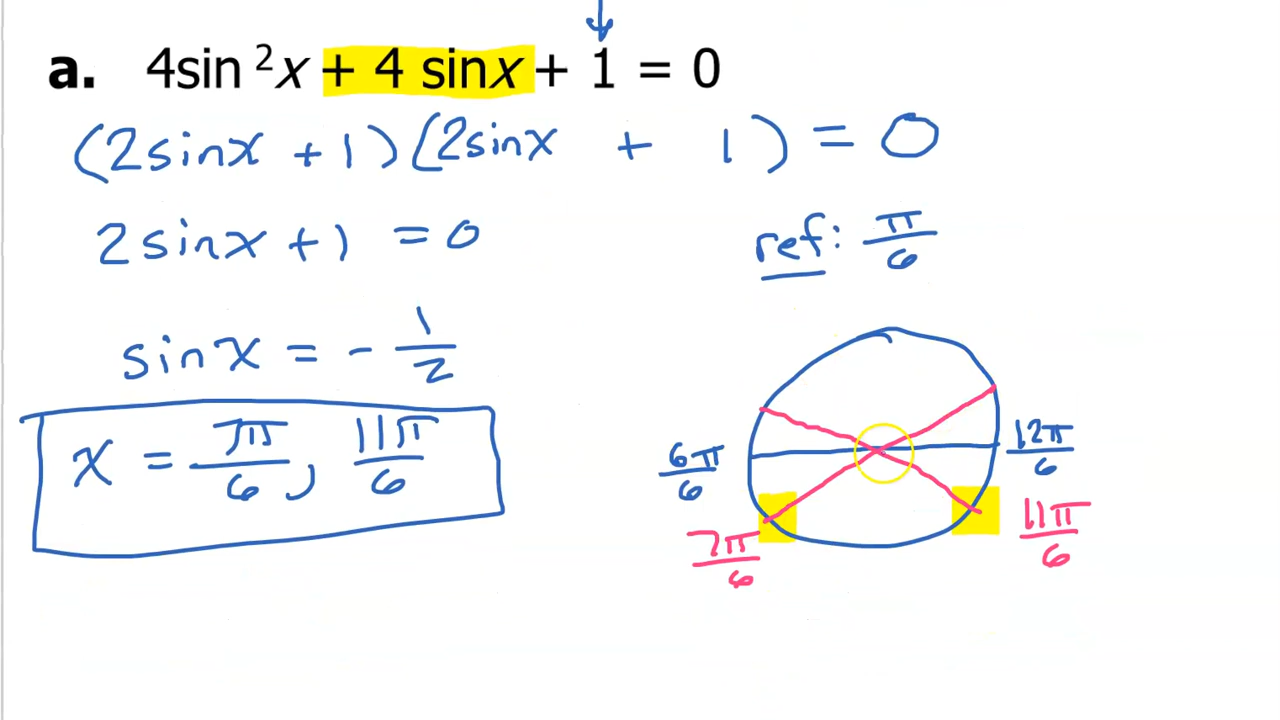 a. 4sin²x + 4 sinx + 1 = 0
(2sinx + 1)(2sinx + 1) = 0
2sinx + 1 = 0
ref: π/6
sinx = - 1/2
x = 7π/6, 11π/6
6π/6
12π/6
7π/6
11π/6